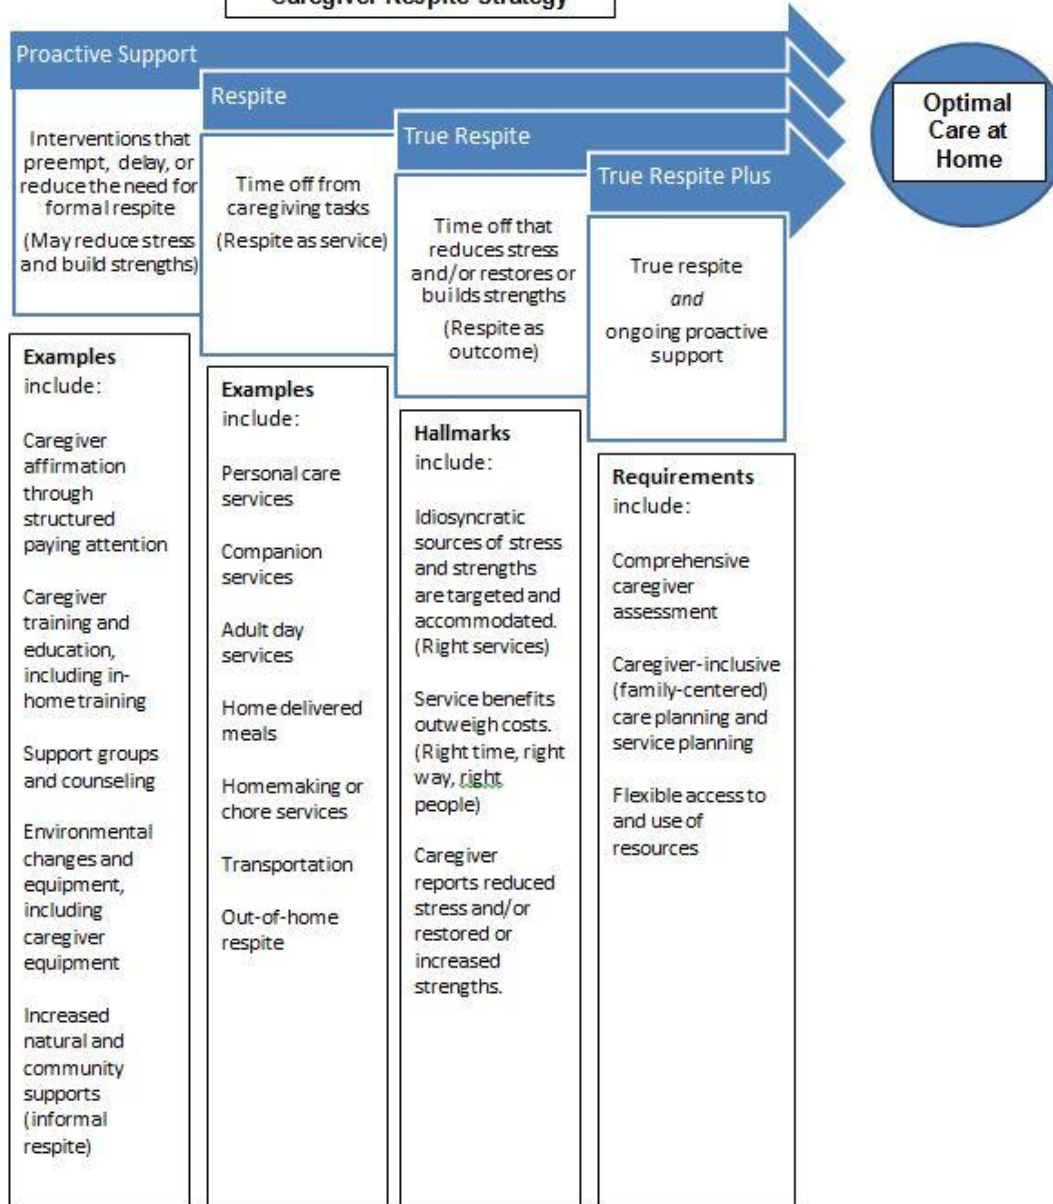 Caregiver Respite Strategy
Proactive Support
Interventions that
preempt, delay, or
reduce the need for
formal respite
(May reduce stress
and build strengths)
Examples
include:
Caregiver
affirmation
through
structured
paying attention
Caregiver
training and
education,
including in-
home training
Support groups
and counseling
Environmental
changes and
equipment,
including
caregiver
equipment
Increased
natural and
community
supports
(informal
respite)
Respite
Time off from
caregiving tasks
(Respite as service)
Examples
include:
Personal care
services
Companion
services
Adult day
services
Home delivered
meals
Homemaking or
chore services
Transportation
Out-of-home
respite
True Respite
Time off that
reduces stress
and/or restores or
builds strengths
(Respite as
outcome)
Hallmarks
include:
Idiosyncratic
sources of stress
and strengths
are targeted and
accommodated.
(Right services)
Service benefits
outweigh costs.
(Right time, right
way, right
people)
Caregiver
reports reduced
stress and/or
restored or
increased
strengths.
True Respite Plus
True respite
and
ongoing proactive
support
Requirements
include:
Comprehensive
caregiver
assessment
Caregiver-inclusive
(family-centered)
care planning and
service planning
Flexible access to
and use of
resources
Optimal
Care at
Home